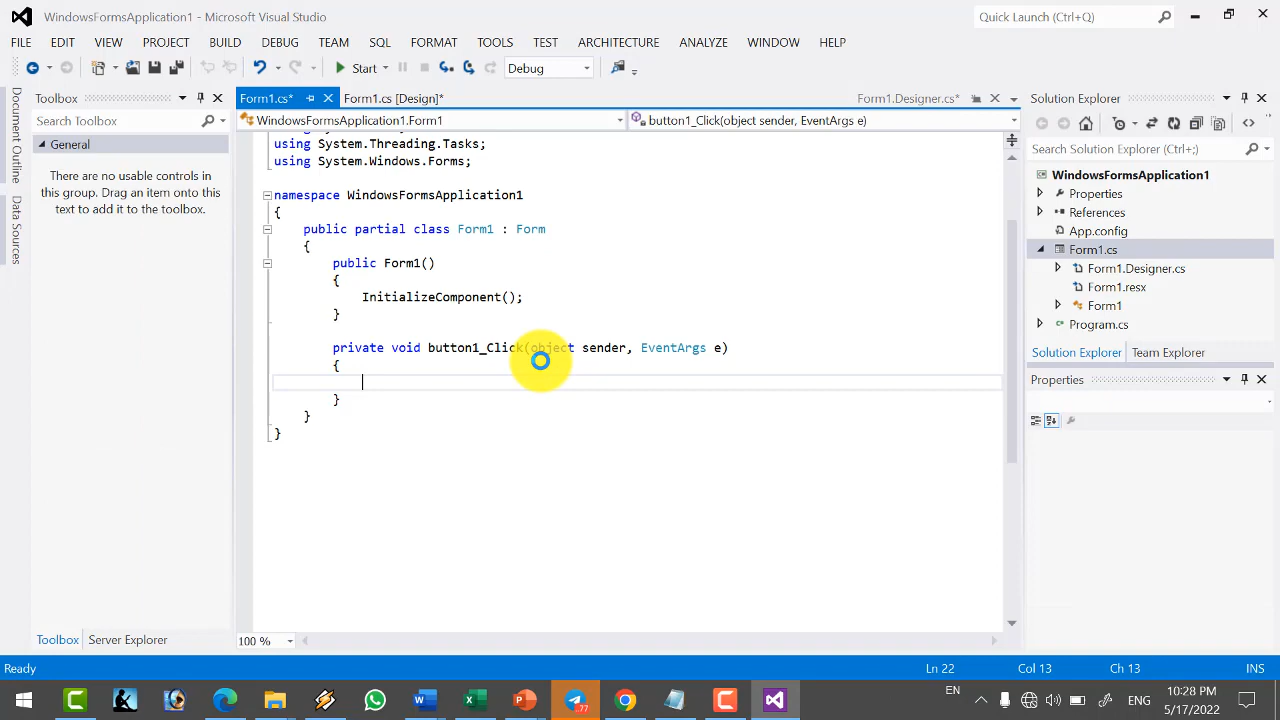 WindowsFormsApplication1 - Microsoft Visual Studio
Quick Launch (Ctrl+Q)
FILE EDIT VIEW PROJECT BUILD DEBUG TEAM SQL FORMAT TOOLS TEST ARCHITECTURE ANALYZE WINDOW HELP
Start Debug
Document Outline
Data Sources
Toolbox
Search Toolbox
General
There are no usable controls in
this group. Drag an item onto this
text to add it to the toolbox.
Toolbox Server Explorer
Form1.cs* Form1.cs [Design]* Form1.Designer.cs*
WindowsFormsApplication1.Form1 button1_Click(object sender, EventArgs e)
using System.Threading.Tasks;
using System.Windows.Forms;
namespace WindowsFormsApplication1
{
public partial class Form1 : Form
{
public Form1()
{
InitializeComponent();
}
private void button1_Click(object sender, EventArgs e)
{
}
}
}
100 %
Solution Explorer
Search Solution Explorer (Ctrl+;)
WindowsFormsApplication1
Properties
References
App.config
Form1.cs
Form1.Designer.cs
Form1.resx
Form1
Program.cs
Solution Explorer Team Explorer
Properties
Ready Ln 22 Col 13 Ch 13 INS
77 EN ENG 10:28 PM
5/17/2022